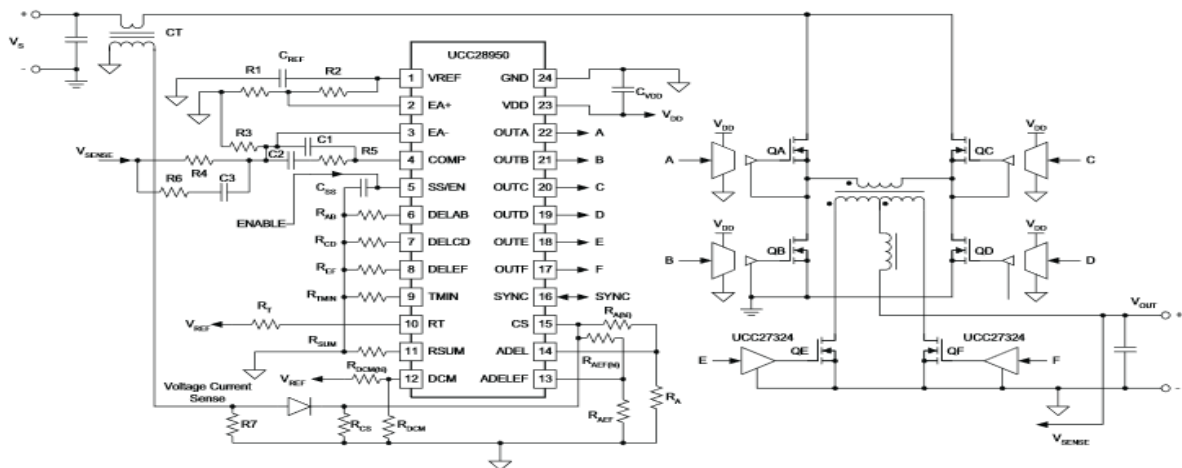 +
VS
-
CT
UCC28950
CREF
R1
R2
R3
C1
C2
R5
VSENSE
R4
R6
C3
CSS
ENABLE
RAB
RCD
REF
RTMIN
VREF
RT
RSUM
VREF
RDCM(hi)
Voltage Current
Sense
R7
RCS
RDCM
1 VREF
2 EA+
3 EA-
4 COMP
5 SS/EN
6 DELAB
7 DELCD
8 DELEF
9 TMIN
10 RT
11 RSUM
12 DCM
GND 24
VDD 23
OUTA 22 A
OUTB 21 B
OUTC 20 C
OUTD 19 D
OUTE 18 E
OUTF 17 F
SYNC 16 SYNC
CS 15
ADEL 14
ADELEF 13
CVDD
VDD
RA(hi)
RAEF(hi)
RAEF
RA
VDD
A
QA
QC
VDD
C
VDD
B
QB
QD
VDD
D
UCC27324
E
QE
QF
UCC27324
F
VOUT
+
-
VSENSE